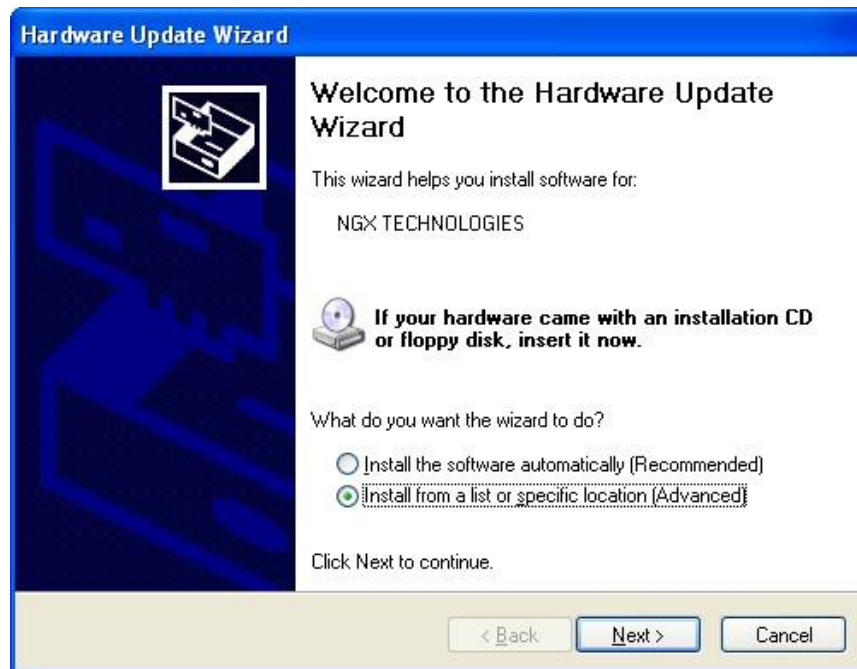 Hardware Update Wizard
Welcome to the Hardware Update
Wizard
This wizard helps you install software for:
NGX TECHNOLOGIES
If your hardware came with an installation CD
or floppy disk, insert it now.
What do you want the wizard to do?
Install the software automatically (Recommended)
Install from a list or specific location (Advanced)
Click Next to continue.
< Back Next > Cancel